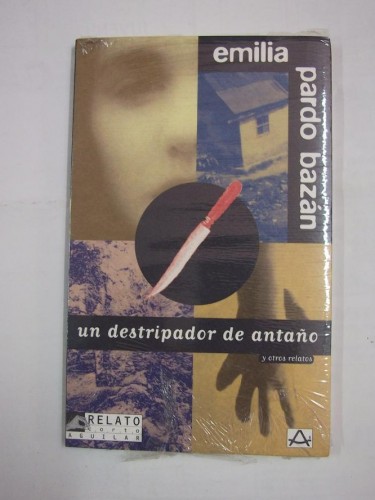 emilia
pardo bazán
un destripador de antaño
y otros relatos
RELATO
corto
AGUILAR
A